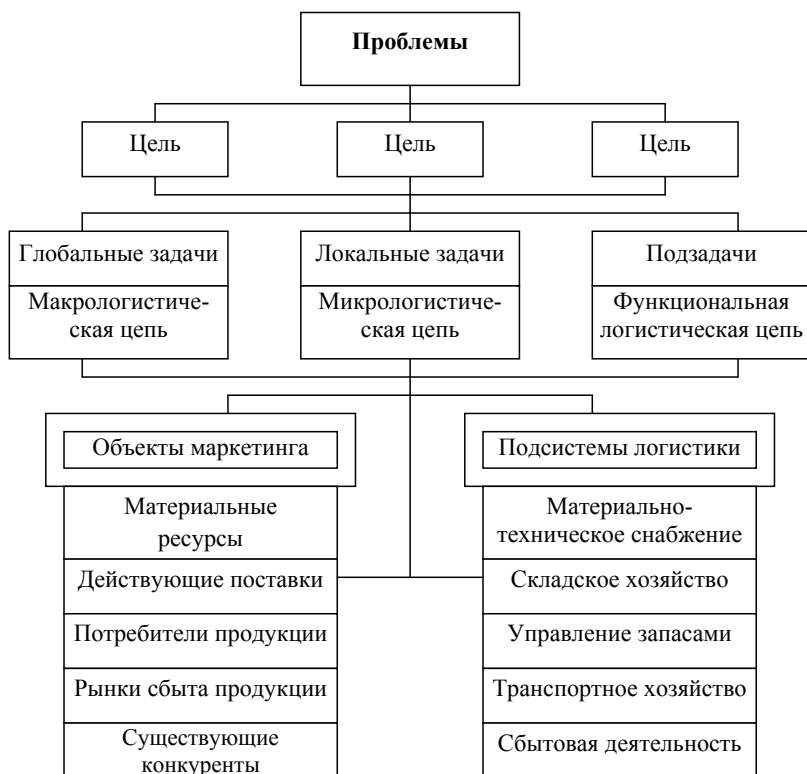 Проблемы
Цель
Цель
Цель
Глобальные задачи
Макрологистиче-
ская цепь
Локальные задачи
Микрологистиче-
ская цепь
Подзадачи
Функциональная
логистическая цепь
Объекты маркетинга
Материальные
ресурсы
Действующие поставки
Потребители продукции
Рынки сбыта продукции
Существующие
конкуренты
Подсистемы логистики
Материально-
техническое снабжение
Складское хозяйство
Управление запасами
Транспортное хозяйство
Сбытовая деятельность